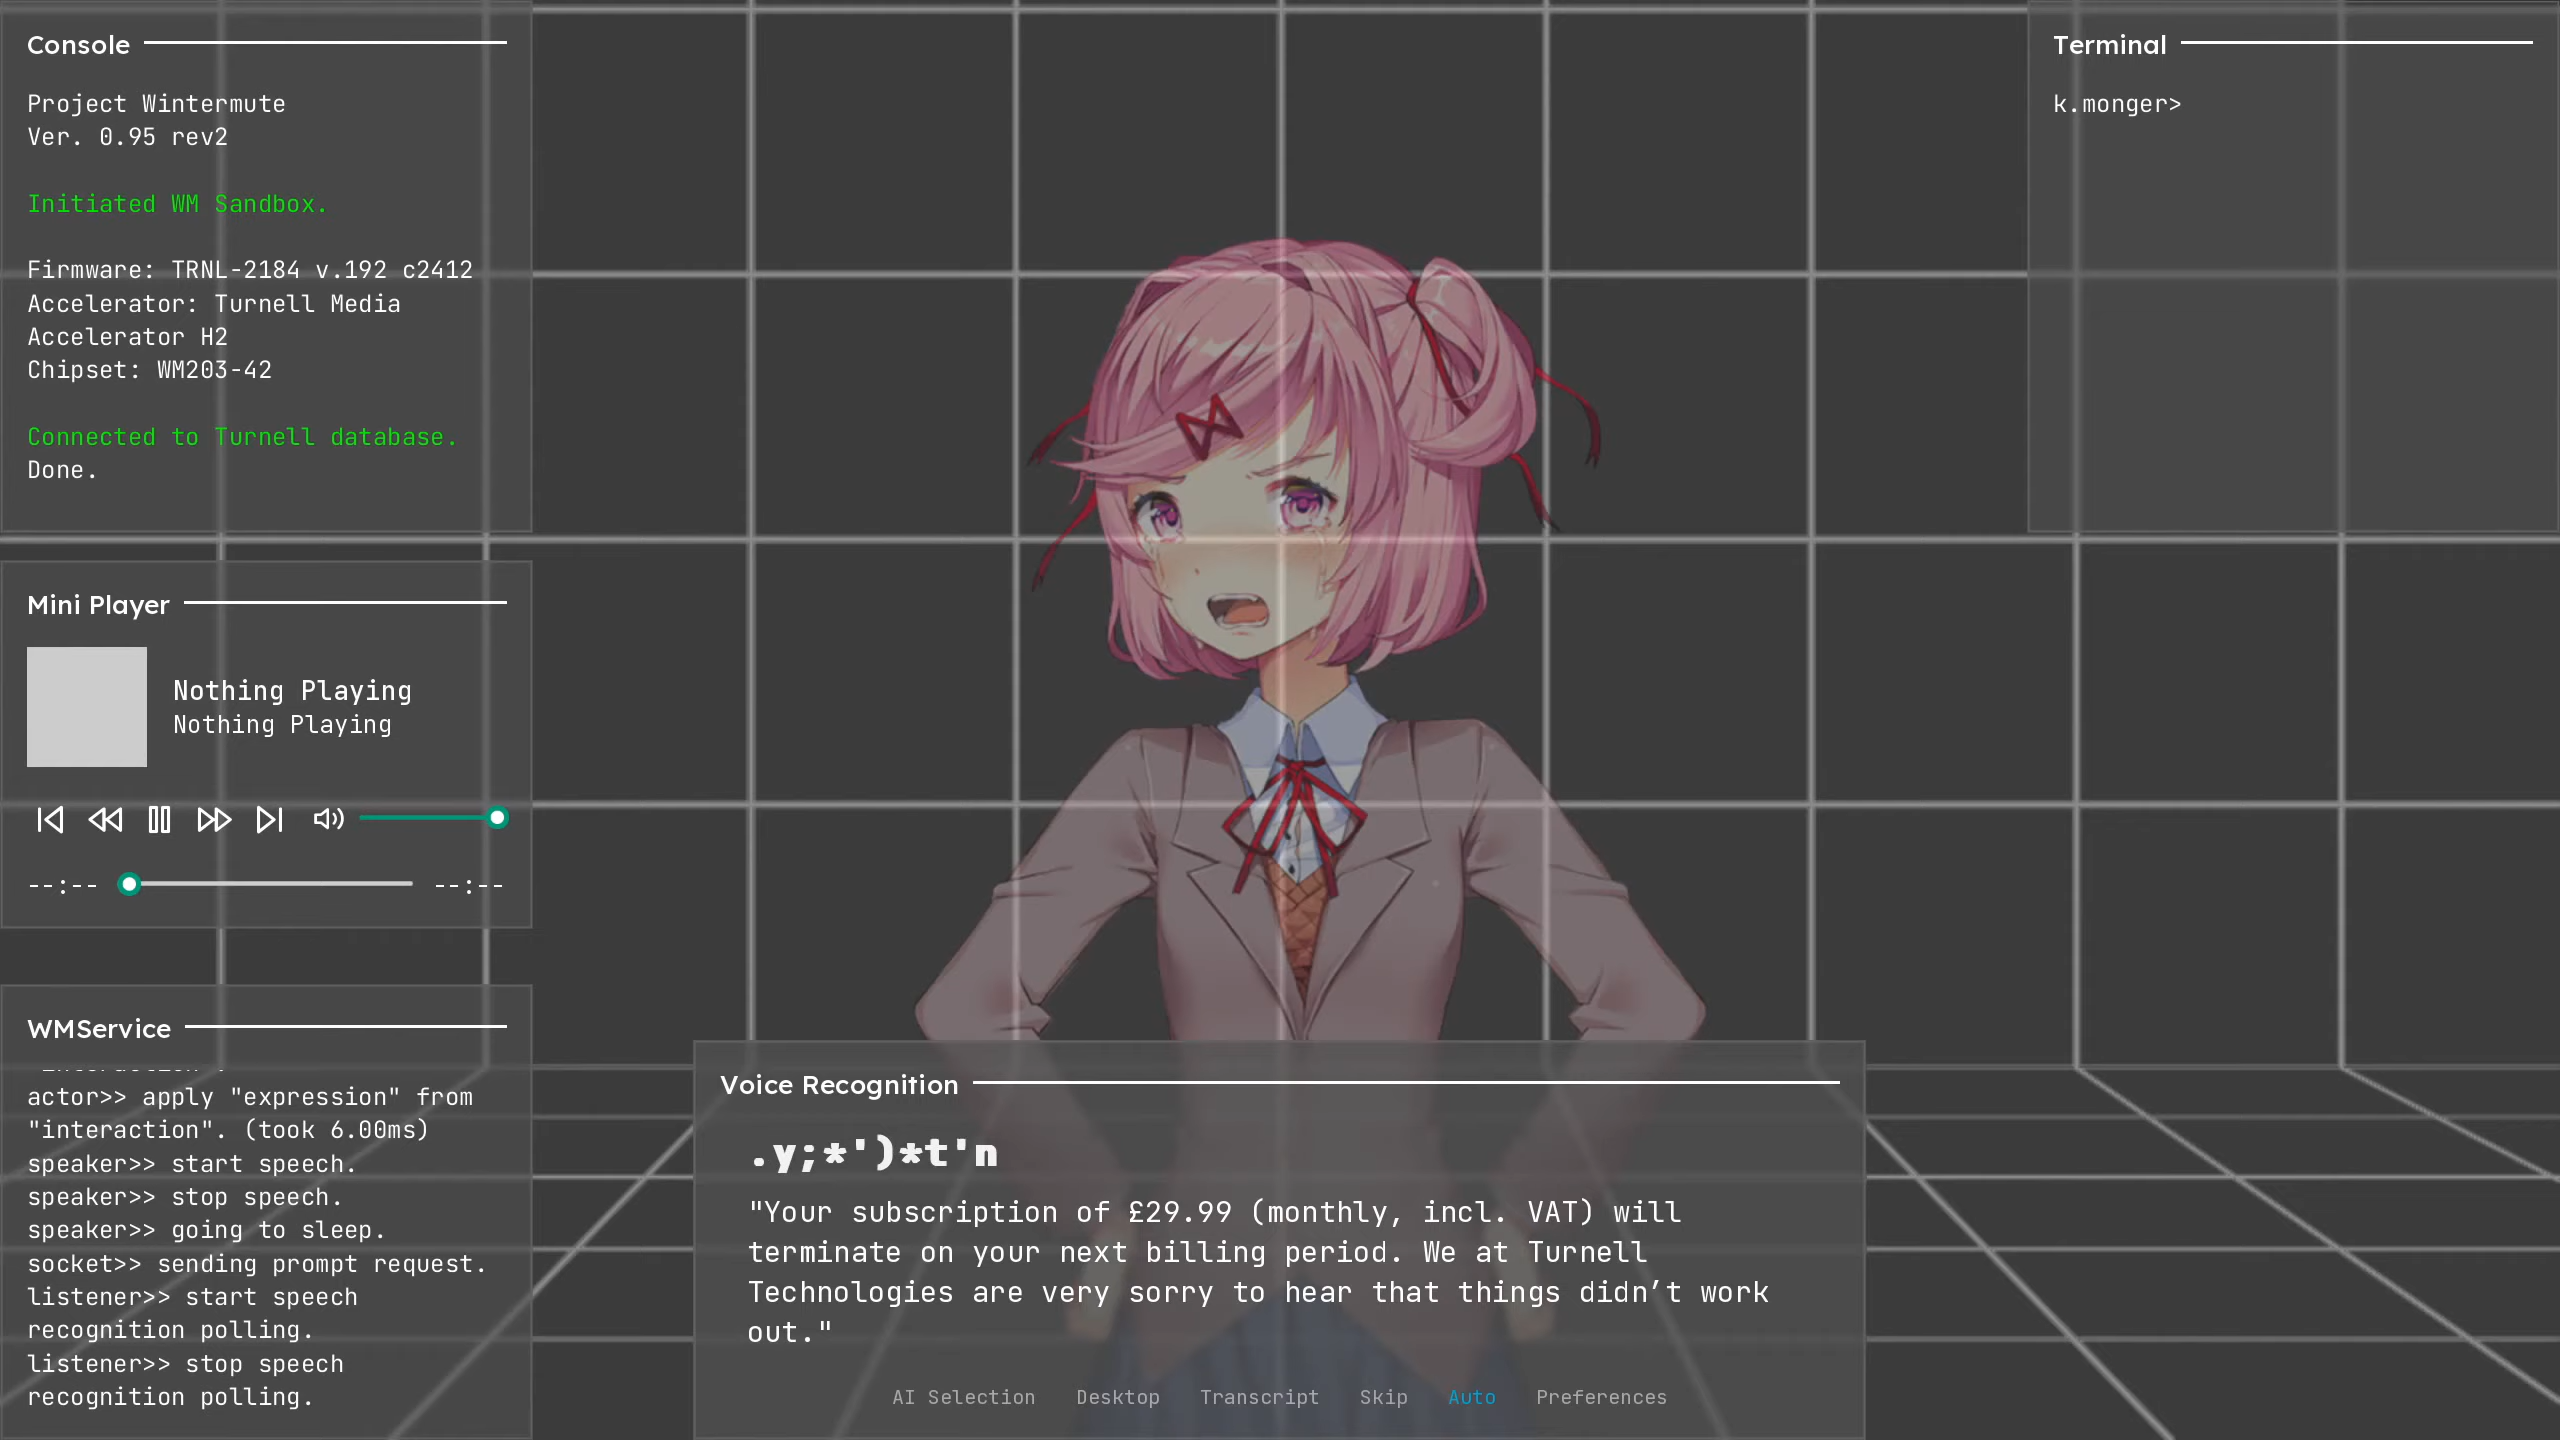 Console
Project Wintermute
Ver. 0.95 rev2
Initiated WM Sandbox.
Firmware: TRNL-2184 v.192 c2412
Accelerator: Turnell Media
Accelerator H2
Chipset: WM203-42
Connected to Turnell database.
Done.
Terminal
k.monger>
Mini Player
Nothing Playing
Nothing Playing
--:-- --:--
WMService
actor>> apply "expression" from
"interaction". (took 6.00ms)
speaker>> start speech.
speaker>> stop speech.
speaker>> going to sleep.
socket>> sending prompt request.
listener>> start speech
recognition polling.
listener>> stop speech
recognition polling.
Voice Recognition
.y;*')*t'n
"Your subscription of £29.99 (monthly, incl. VAT) will
terminate on your next billing period. We at Turnell
Technologies are very sorry to hear that things didn’t work
out."
AI Selection Desktop Transcript Skip Auto Preferences